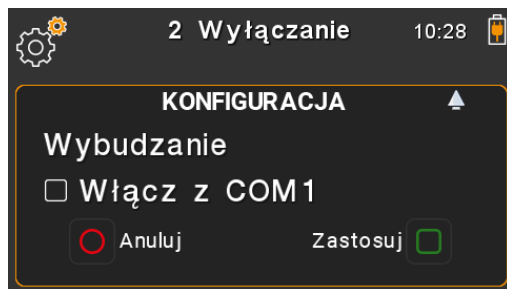 2 Wyłączanie 10:28
KONFIGURACJA
Wybudzanie
Włącz z COM1
Anuluj Zastosuj